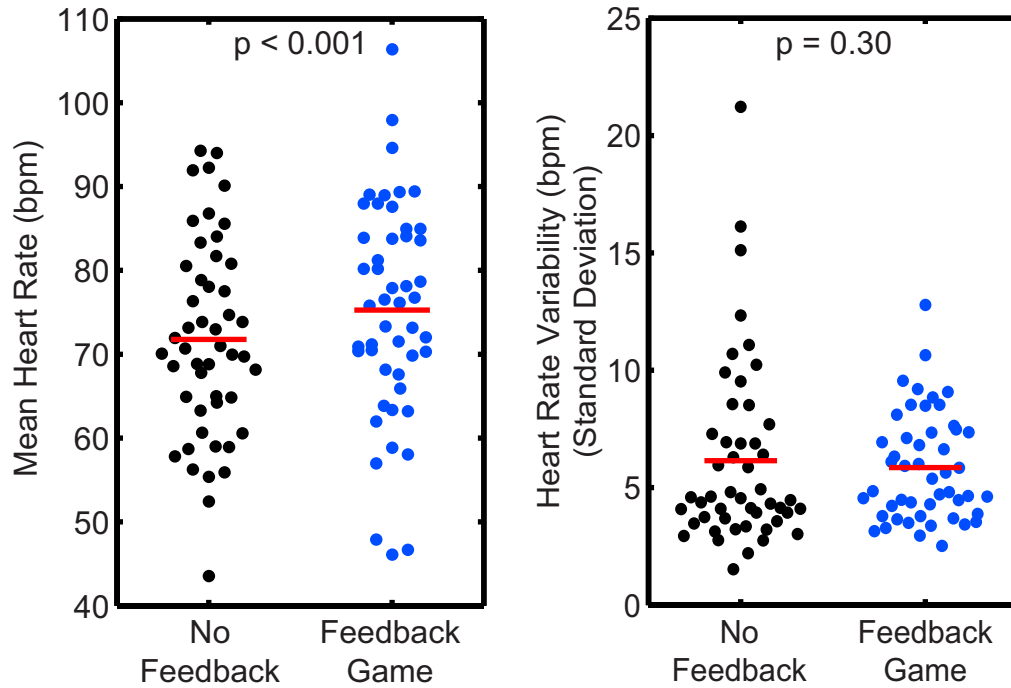 110
100
90
80
70
60
50
40
Mean Heart Rate (bpm)
p < 0.001
No
Feedback
Feedback
Game
25
20
15
10
5
0
Heart Rate Variability (bpm)
(Standard Deviation)
p = 0.30
No
Feedback
Feedback
Game